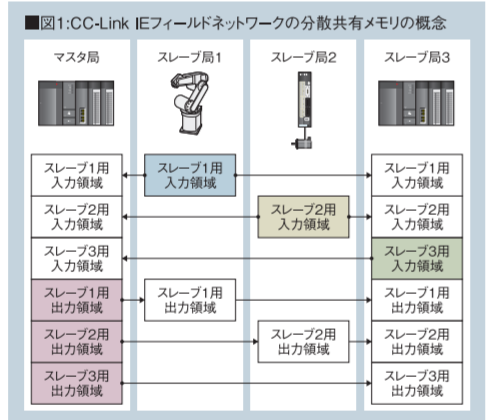 ■図1:CC-Link IEフィールドネットワークの分散共有メモリの概念
マスタ局 スレーブ局1 スレーブ局2 スレーブ局3
スレーブ1用 スレーブ1用 スレーブ1用
入力領域 入力領域 入力領域
スレーブ2用 スレーブ2用 スレーブ2用
入力領域 入力領域 入力領域
スレーブ3用 スレーブ3用
入力領域 入力領域
スレーブ1用 スレーブ1用 スレーブ1用
出力領域 出力領域 出力領域
スレーブ2用 スレーブ2用 スレーブ2用
出力領域 出力領域 出力領域
スレーブ3用 スレーブ3用
出力領域 出力領域